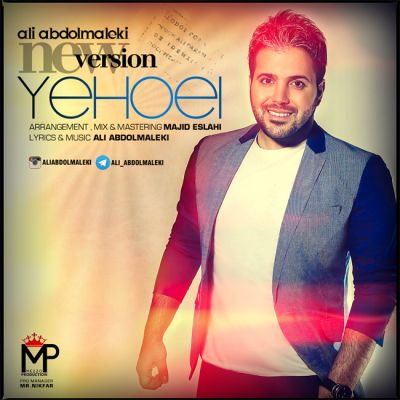 ali abdolmaleki
new version
YEHOEI
ARRANGEMENT , MIX & MASTERING MAJID ESLAHI
LYRICS & MUSIC ALI ABDOLMALEKI
ALIABDOLMALEKI
ALI_ABDOLMALEKI
MP
PRODUCTION
PRO MANAGER
MR.NIKFAR